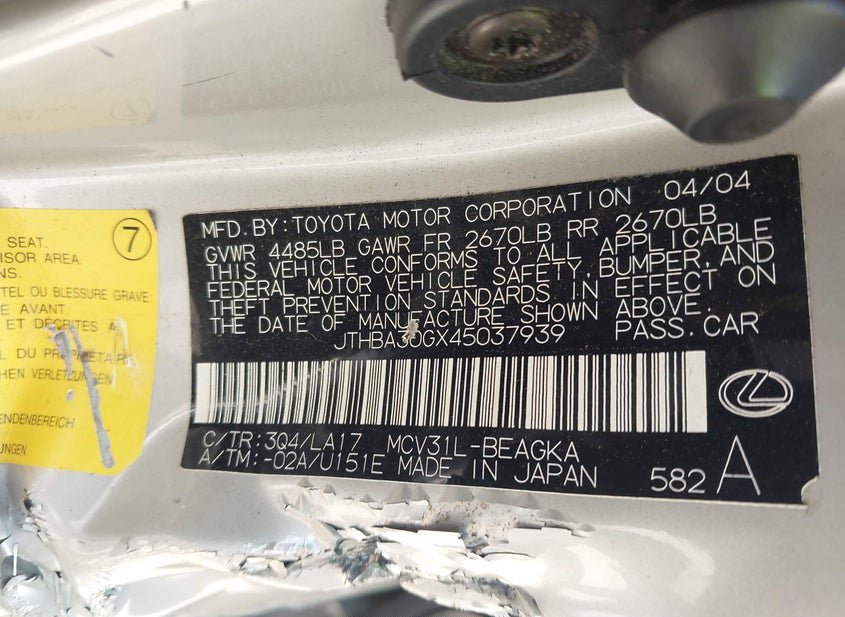 7
SEAT.
ISOR AREA.
NS.
TEL OU BLESSURE GRAVE:
AVANT.
ET DÉCRITES
L DU PROPRIÉTAIR
HEN VERLETZUNGEN
ENDENBEREICH
UNGEN.
MFD. BY: TOYOTA MOTOR CORPORATION 04/04
GVWR 4485LB GAWR FR 2670LB RR 2670LB
THIS VEHICLE CONFORMS TO ALL APPLICABLE
FEDERAL MOTOR VEHICLE SAFETY, BUMPER, AND
THEFT PREVENTION STANDARDS IN EFFECT ON
THE DATE OF MANUFACTURE SHOWN ABOVE.
JTHBA30GX45037939 PASS. CAR
C/TR: 3Q4/LA17 MCV31L-BEAGKA
A/TM: -02A/U151E MADE IN JAPAN
582 A